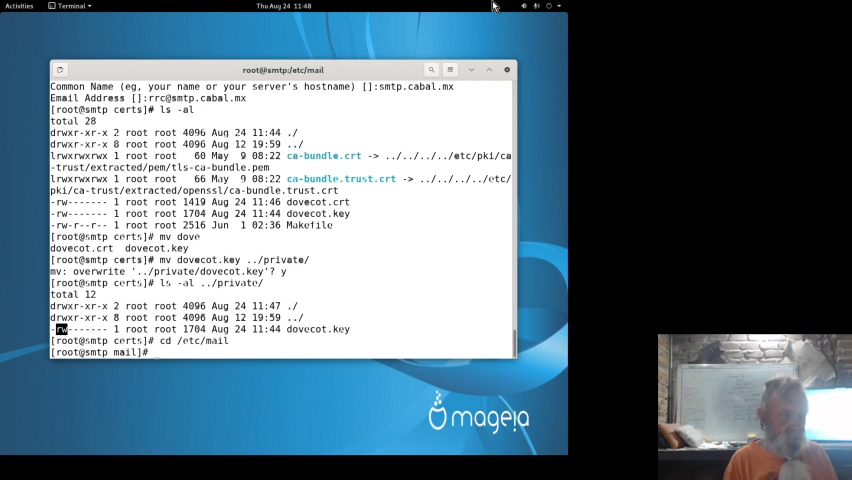 Activities
Terminal
Thu Aug 24 11:48
root@smtp:/etc/mail
Common Name (eg, your name or your server's hostname) []:smtp.cabal.mx
Email Address []:rrc@smtp.cabal.mx
[root@smtp certs]# ls -al
total 28
drwxr-xr-x 2 root root 4096 Aug 24 11:44 ./
drwxr-xr-x 8 root root 4096 Aug 12 19:59 ../
lrwxrwxrwx 1 root root   60 May  9 08:22 ca-bundle.crt -> ../../../../etc/pki/ca
-trust/extracted/pem/tls-ca-bundle.pem
lrwxrwxrwx 1 root root   66 May  9 08:22 ca-bundle.trust.crt -> ../../../../etc/
pki/ca-trust/extracted/openssl/ca-bundle.trust.crt
-rw------- 1 root root 1419 Aug 24 11:46 dovecot.crt
-rw------- 1 root root 1704 Aug 24 11:44 dovecot.key
-rw-r--r-- 1 root root 2516 Jun  1 02:36 Makefile
[root@smtp certs]# mv dove
dovecot.crt  dovecot.key
[root@smtp certs]# mv dovecot.key ../private/
mv: overwrite '../private/dovecot.key'? y
[root@smtp certs]# ls -al ../private/
total 12
drwxr-xr-x 2 root root 4096 Aug 24 11:47 ./
drwxr-xr-x 8 root root 4096 Aug 12 19:59 ../
-rw------- 1 root root 1704 Aug 24 11:44 dovecot.key
[root@smtp certs]# cd /etc/mail
[root@smtp mail]#
mageia